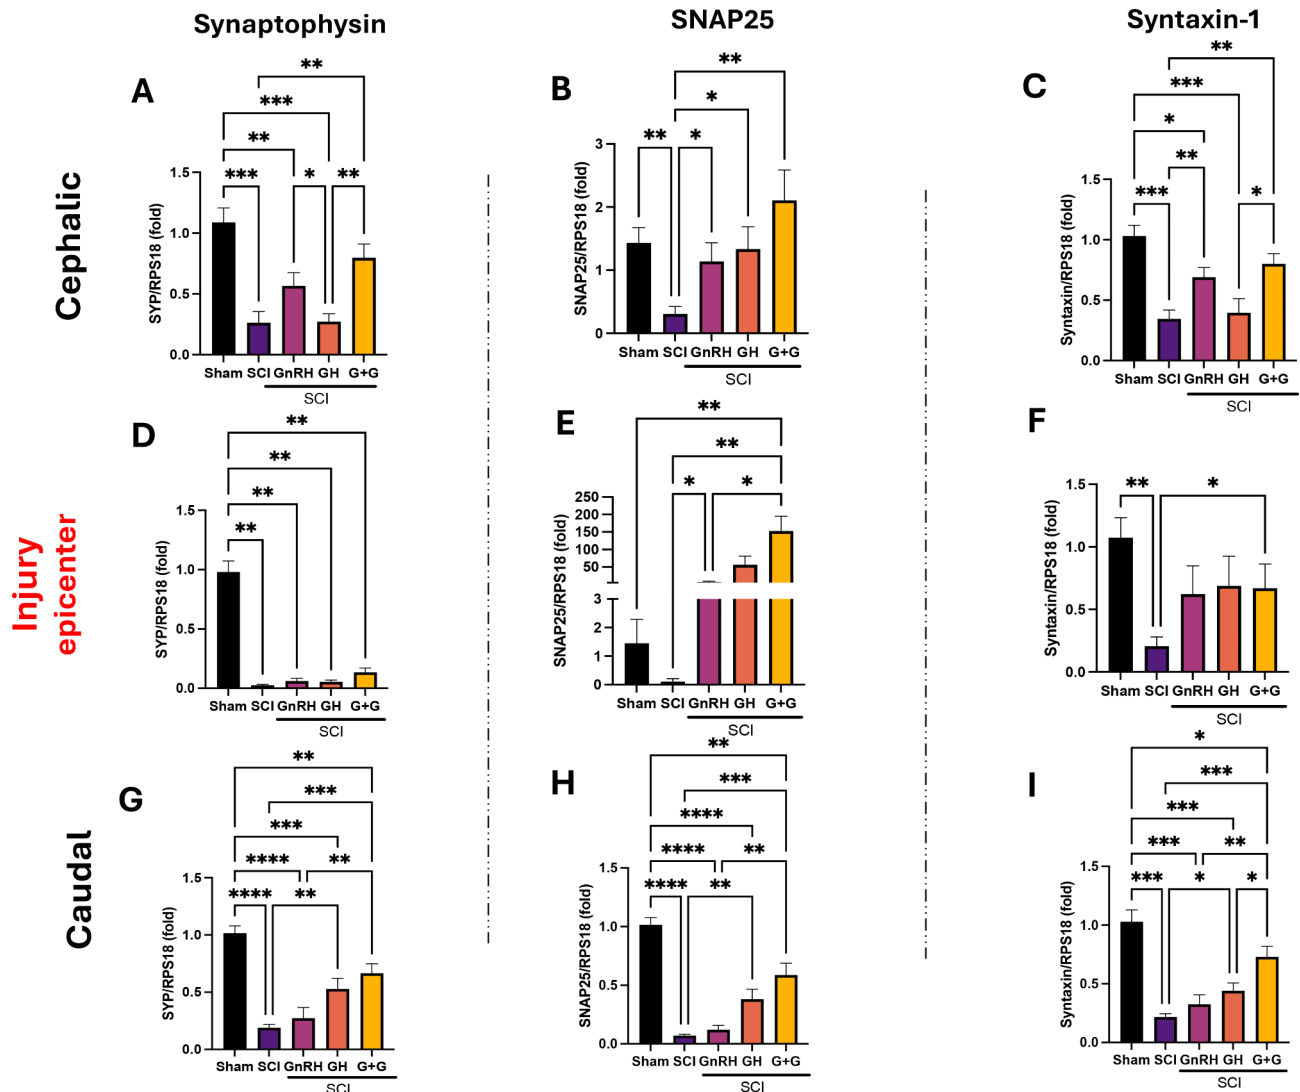 Synaptophysin
SNAP25
Syntaxin-1
Cephalic
Injury
epicenter
Caudal
A
**
***
**
***
*
**
SYP/RPS18 (fold)
1.5
1.0
0.5
0.0
Sham SCI GnRH GH G+G
SCI
B
**
*
**
*
SNAP25/RPS18 (fold)
3
2
1
0
Sham SCI GnRH GH G+G
SCI
C
**
***
*
**
***
*
Syntaxin/RPS18 (fold)
1.5
1.0
0.5
0.0
Sham SCI GnRH GH G+G
SCI
D
**
**
**
**
SYP/RPS18 (fold)
1.5
1.0
0.5
0.0
Sham SCI GnRH GH G+G
SCI
E
**
**
*
*
SNAP25/RPS18 (fold)
250
200
150
100
50
3
2
1
0
Sham SCI GnRH GH G+G
SCI
F
**
*
Syntaxin/RPS18 (fold)
1.5
1.0
0.5
0.0
Sham SCI GnRH GH G+G
SCI
G
**
***
***
****
**
****
**
SYP/RPS18 (fold)
1.5
1.0
0.5
0.0
Sham SCI GnRH GH G+G
SCI
H
**
***
****
****
**
****
**
SNAP25/RPS18 (fold)
1.5
1.0
0.5
0.0
Sham SCI GnRH GH G+G
SCI
I
*
***
***
***
**
***
*
*
Syntaxin/RPS18 (fold)
1.5
1.0
0.5
0.0
Sham SCI GnRH GH G+G
SCI